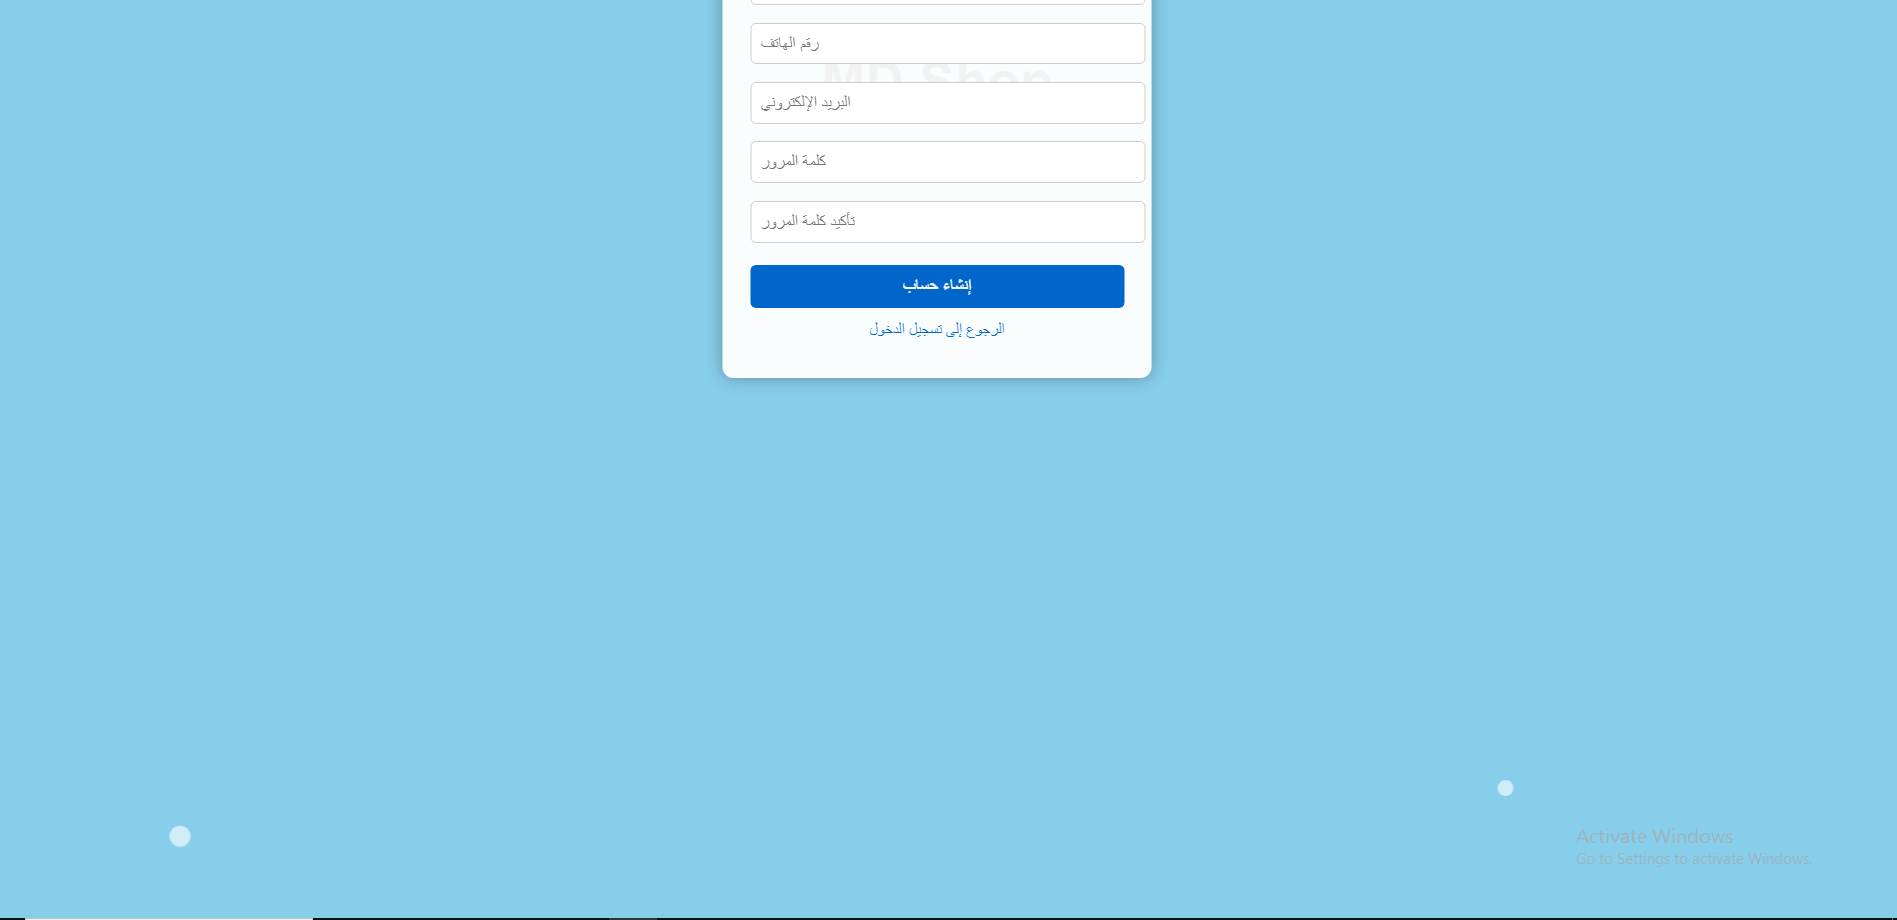 رقم الهاتف
MD Shop
البريد الإلكتروني
كلمة المرور
تأكيد كلمة المرور
إنشاء حساب
الرجوع إلى تسجيل الدخول
Activate Windows
Go to Settings to activate Windows.